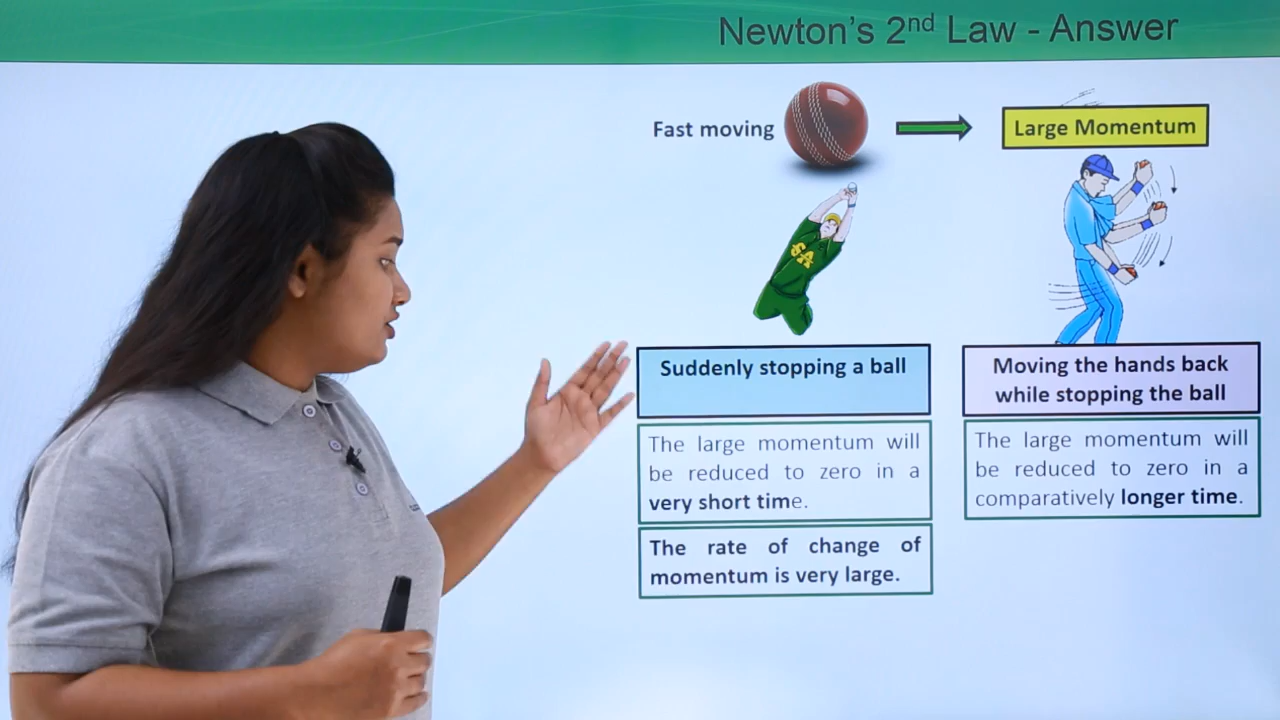 Newton's 2nd Law - Answer
Fast moving
Large Momentum
SA
Suddenly stopping a ball
The large momentum will
be reduced to zero in a
very short time.
The rate of change of
momentum is very large.
Moving the hands back
while stopping the ball
The large momentum will
be reduced to zero in a
comparatively longer time.